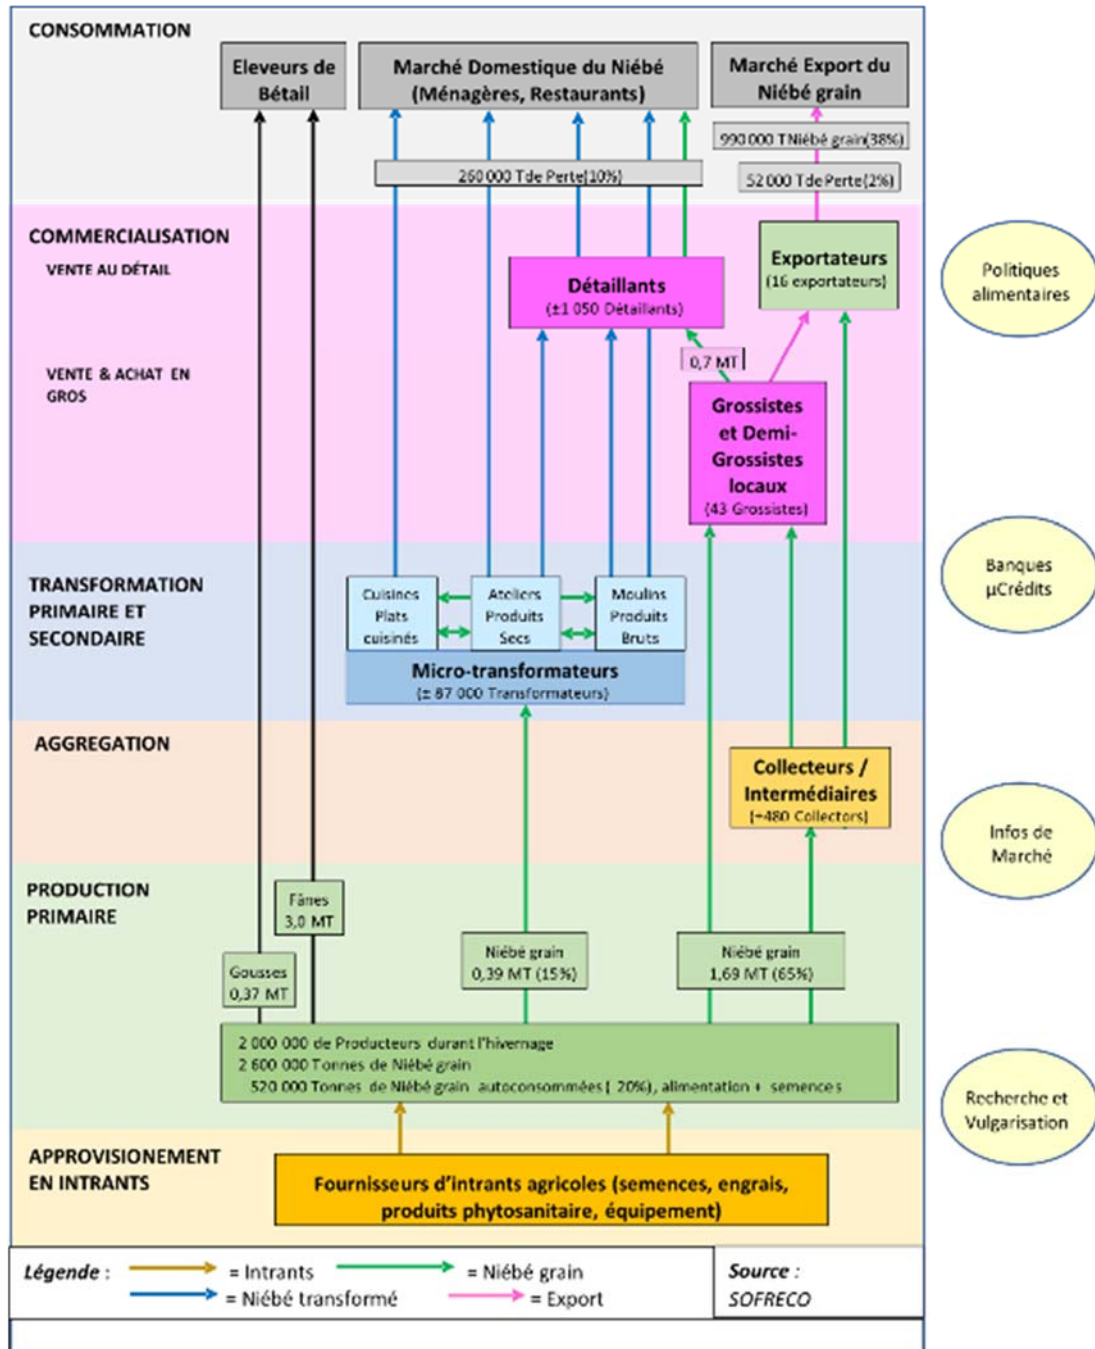 CONSOMMATION
Eleveurs de
Bétail
Marché Domestique du Niébé
(Ménagères, Restaurants)
Marché Export du
Niébé grain
990 000 T Niébé grain(38%)
260 000 T de Perte(10%)
52 000 T de Perte(2%)
COMMERCIALISATION
VENTE AU DÉTAIL
Détaillants
(±1 050 Détaillants)
Exportateurs
(16 exportateurs)
Politiques
alimentaires
0,7 MT
VENTE & ACHAT EN
GROS
Grossistes
et Demi-
Grossistes
locaux
(43 Grossistes)
Banques
µCrédits
TRANSFORMATION
PRIMAIRE ET
SECONDAIRE
Cuisines
Plats
cuisinés
Ateliers
Produits
Secs
Moulins
Produits
Bruts
Micro-transformateurs
(± 87 000 Transformateurs)
AGGREGATION
Collecteurs /
Intermédiaires
(+480 Collectors)
Infos de
Marché
PRODUCTION
PRIMAIRE
Fânes
3,0 MT
Gousses
0,37 MT
Niébé grain
0,39 MT (15%)
Niébé grain
1,69 MT (65%)
2 000 000 de Producteurs durant l'hivernage
2 600 000 Tonnes de Niébé grain
520 000 Tonnes de Niébé grain autoconsommées ( 20%), alimentation + semences
Recherche et
Vulgarisation
APPROVISIONEMENT
EN INTRANTS
Fournisseurs d'intrants agricoles (semences, engrais,
produits phytosanitaire, équipement)
Légende :
= Intrants
= Niébé grain
= Niébé transformé
= Export
Source :
SOFRECO